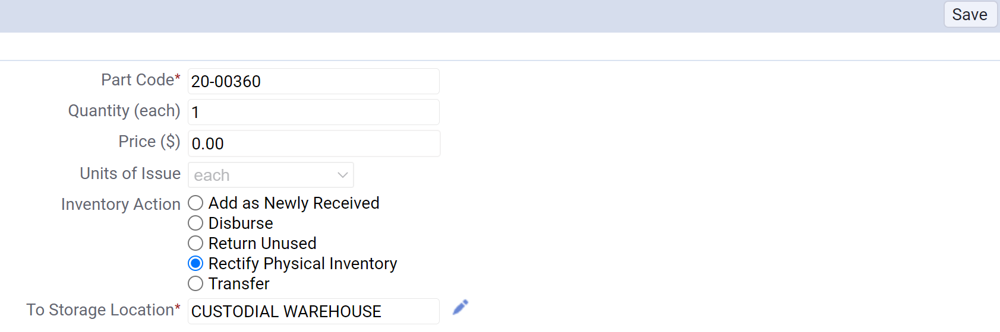 Save
Part Code* 20-00360
Quantity (each) 1
Price ($) 0.00
Units of Issue each
Inventory Action Add as Newly Received
Disburse
Return Unused
Rectify Physical Inventory
Transfer
To Storage Location* CUSTODIAL WAREHOUSE